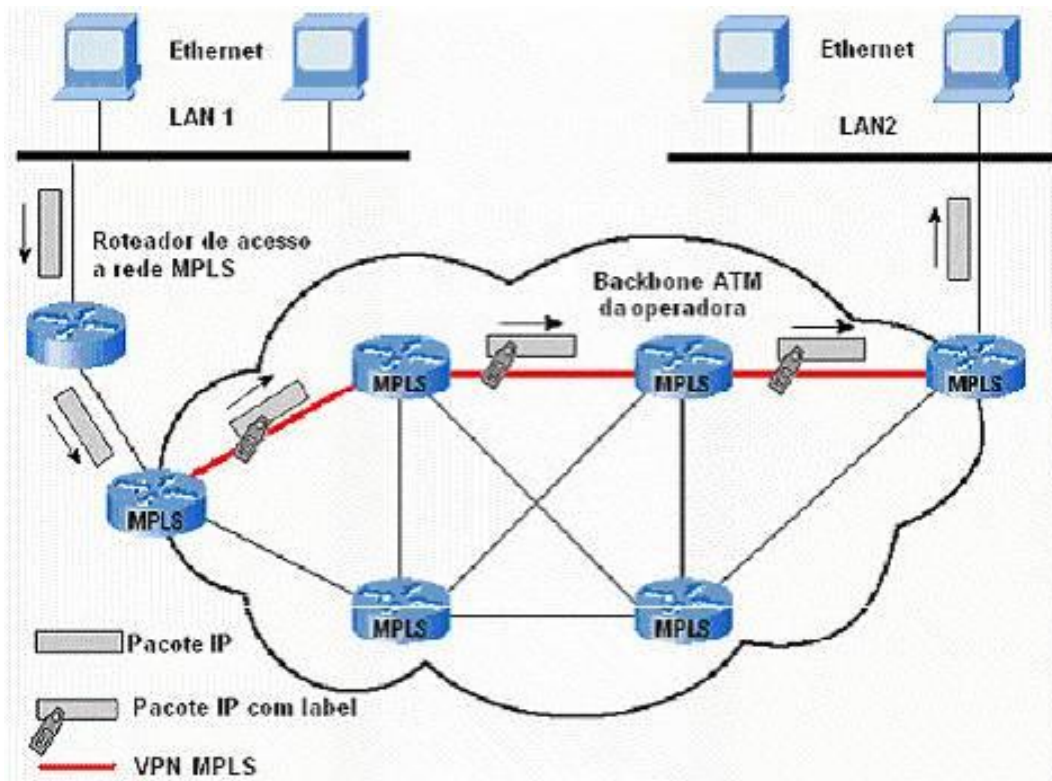 Ethernet
LAN 1
Ethernet
LAN2
Roteador de acesso
a rede MPLS
Backbone ATM
da operadora
MPLS
MPLS
MPLS
MPLS
MPLS
MPLS
Pacote IP
Pacote IP com label
VPN MPLS